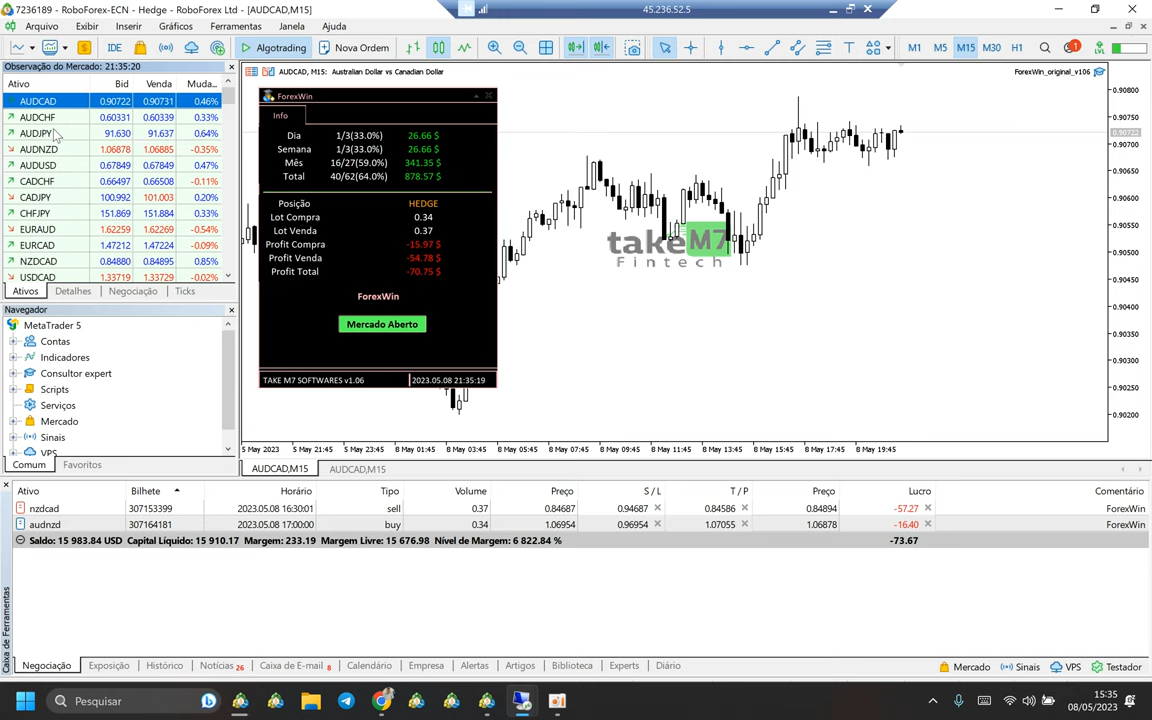 7236189 - RoboForex-ECN - Hedge - RoboForex Ltd - [AUDCAD,M15]
45.236.52.5
Arquivo Exibir Inserir Gráficos Ferramentas Janela Ajuda
IDE Algotrading Nova Ordem M1 M5 M15 M30 H1 1 LVL
Observação do Mercado: 21:35:20
Ativo Bid Venda Muda...
AUDCAD 0.90722 0.90731 0.46%
AUDCHF 0.60331 0.60339 0.33%
AUDJPY 91.630 91.637 0.64%
AUDNZD 1.06878 1.06885 -0.35%
AUDUSD 0.67849 0.67855 0.47%
CADCHF 0.66497 0.66508 -0.11%
CADJPY 100.992 101.003 0.20%
CHFJPY 151.869 151.884 0.33%
EURAUD 1.62259 1.62269 -0.54%
EURCAD 1.47212 1.47224 -0.09%
NZDCAD 0.84880 0.84895 0.85%
USDCAD 1.33719 1.33729 -0.02%
Ativos Detalhes Negociação Ticks
Navegador
MetaTrader 5
Contas
Indicadores
Consultor expert
Scripts
Serviços
Mercado
Sinais
VPS
Comum Favoritos
AUDCAD, M15: Australian Dollar vs Canadian Dollar
ForexWin_original_v106
ForexWin
Info
Dia 1/3(33.0%) 26.66 $
Semana 1/3(33.0%) 26.66 $
Mês 16/27(59.0%) 341.35 $
Total 40/62(64.0%) 878.57 $
Posição HEDGE
Lot Compra 0.34
Lot Venda 0.37
Profit Compra -15.97 $
Profit Venda -54.78 $
Profit Total -70.75 $
ForexWin
Mercado Aberto
TAKE M7 SOFTWARES v1.06 2023.05.08 21:35:19
takeM7
Fintech
0.90800
0.90750
0.90722
0.90700
0.90650
0.90600
0.90550
0.90500
0.90450
0.90400
0.90350
0.90300
0.90250
0.90200
5 May 2023 5 May 21:45 5 May 23:45 8 May 01:45 8 May 03:45 8 May 05:45 8 May 07:45 8 May 09:45 8 May 11:45 8 May 13:45 8 May 15:45 8 May 17:45 8 May 19:45
AUDCAD,M15 AUDCAD,M15
Ativo Bilhete Horário Tipo Volume Preço S / L T / P Preço Lucro Comentário
nzdcad 307153399 2023.05.08 16:30:01 sell 0.37 0.84687 0.94687 0.84586 0.84894 -57.27 ForexWin
audnzd 307164181 2023.05.08 17:00:00 buy 0.34 1.06954 0.96954 1.07055 1.06878 -16.40 ForexWin
Saldo: 15 983.84 USD Capital Líquido: 15 910.17 Margem: 233.19 Margem Livre: 15 676.98 Nível de Margem: 6 822.84 % -73.67
Caixa de Ferramentas
Negociação Exposição Histórico Notícias 26 Caixa de E-mail 8 Calendário Empresa Alertas Artigos Biblioteca Experts Diário
Mercado Sinais VPS Testador
Pesquisar
15:35
08/05/2023